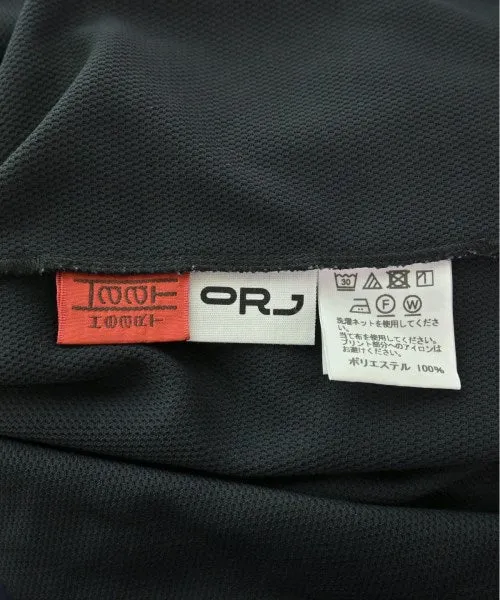 ORJ
30
F W
洗濯ネットを使用してくださ
い。
当て布を使用してください。
プリント部分へのアイロンは
お避けください。
ポリエステル 100%